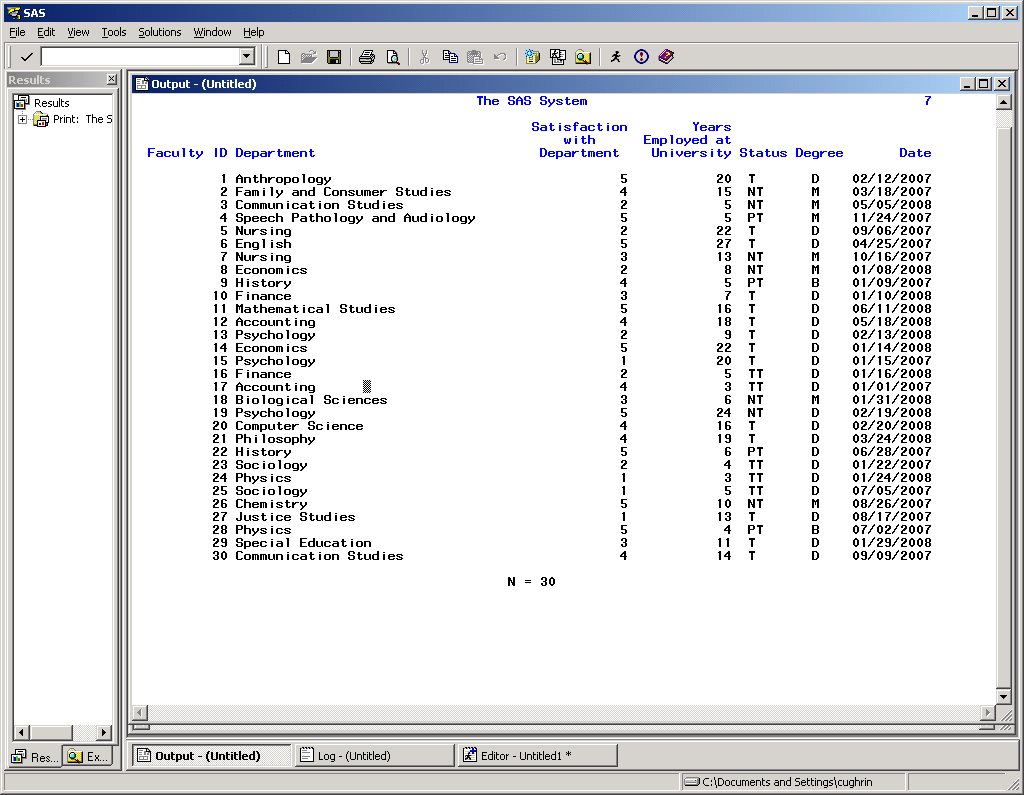 SAS
File Edit View Tools Solutions Window Help
Results
Output - (Untitled)
Results
Print: The S
The SAS System 7
Satisfaction Years
with Employed at
Faculty ID Department Department University Status Degree Date
1 Anthropology 5 20 T D 02/12/2007
2 Family and Consumer Studies 4 15 NT M 03/18/2007
3 Communication Studies 2 5 NT M 05/05/2008
4 Speech Pathology and Audiology 5 5 PT M 11/24/2007
5 Nursing 2 22 T D 09/06/2007
6 English 5 27 T D 04/25/2007
7 Nursing 3 13 NT M 10/16/2007
8 Economics 2 8 NT M 01/08/2008
9 History 4 5 PT B 01/09/2007
10 Finance 3 7 T D 01/10/2008
11 Mathematical Studies 5 16 T D 06/11/2008
12 Accounting 4 18 T D 05/18/2008
13 Psychology 2 9 T D 02/13/2008
14 Economics 5 22 T D 01/14/2008
15 Psychology 1 20 T D 01/15/2007
16 Finance 2 5 TT D 01/16/2008
17 Accounting 4 3 TT D 01/01/2007
18 Biological Sciences 3 6 NT M 01/31/2008
19 Psychology 5 24 NT D 02/19/2008
20 Computer Science 4 16 T D 02/20/2008
21 Philosophy 4 19 T D 03/24/2008
22 History 5 6 PT D 06/28/2007
23 Sociology 2 4 TT D 01/22/2007
24 Physics 1 3 TT D 01/24/2008
25 Sociology 1 5 TT D 07/05/2007
26 Chemistry 5 10 NT M 08/26/2007
27 Justice Studies 1 13 T D 08/17/2007
28 Physics 5 4 PT B 07/02/2007
29 Special Education 3 11 T D 01/29/2008
30 Communication Studies 4 14 T D 09/09/2007
N = 30
Res... Ex...
Output - (Untitled) Log - (Untitled) Editor - Untitled1 *
C:\Documents and Settings\cughrin